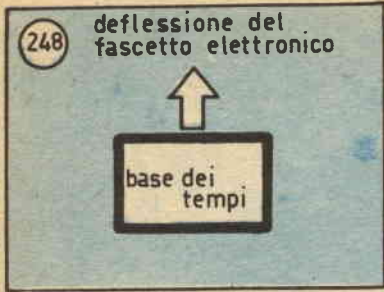 248
deflessione del
fascetto elettronico
base dei
tempi